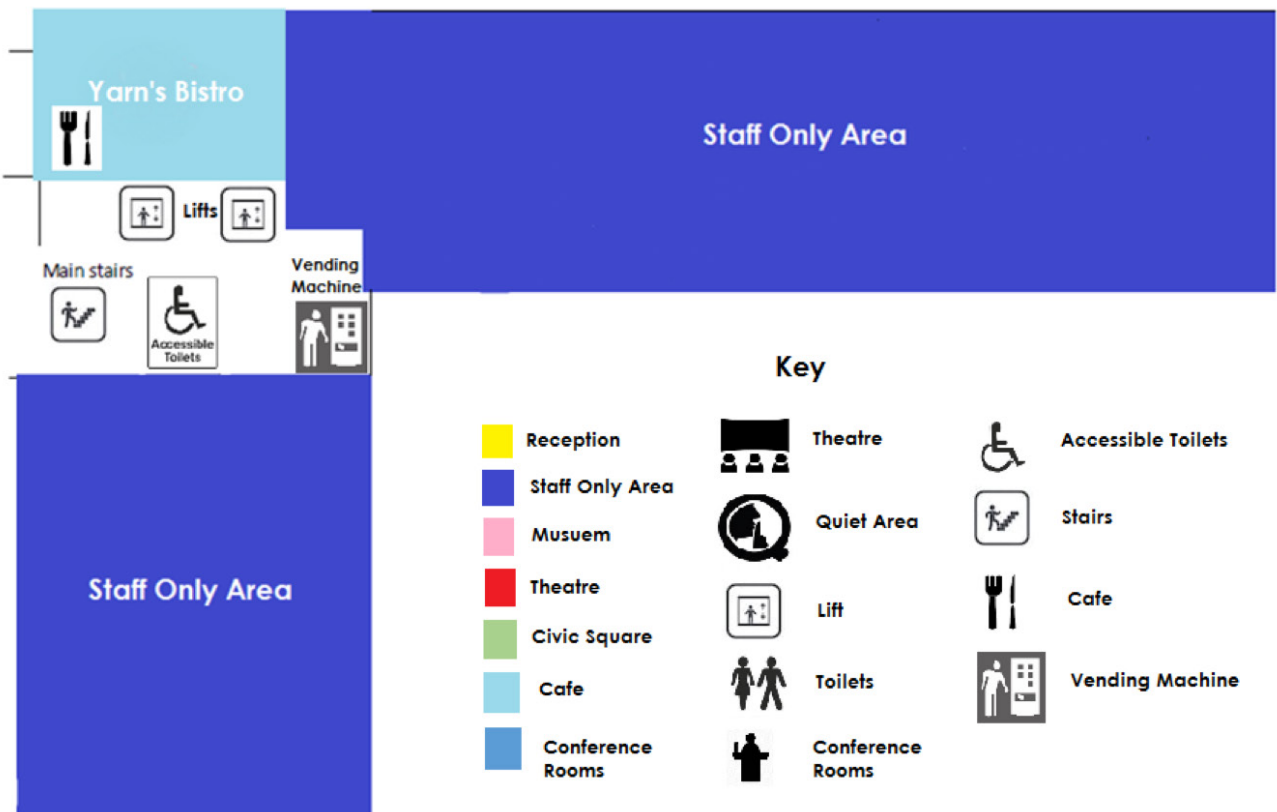 Yarn's Bistro
Staff Only Area
Lifts
Main stairs
Vending
Machine
Accessible
Toilets
Staff Only Area
Key
Reception
Staff Only Area
Musuem
Theatre
Civic Square
Cafe
Conference
Rooms
Theatre
Quiet Area
Lift
Toilets
Conference
Rooms
Accessible Toilets
Stairs
Cafe
Vending Machine